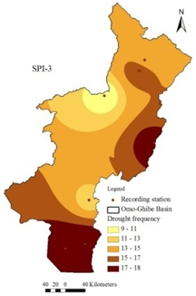 N
SPI-3
Legend
Recording station
Omo-Gibe Basin
Drought frequency
9 - 11
11 - 13
13 - 15
15 - 17
17 - 18
40 20 0 40 Kilometers